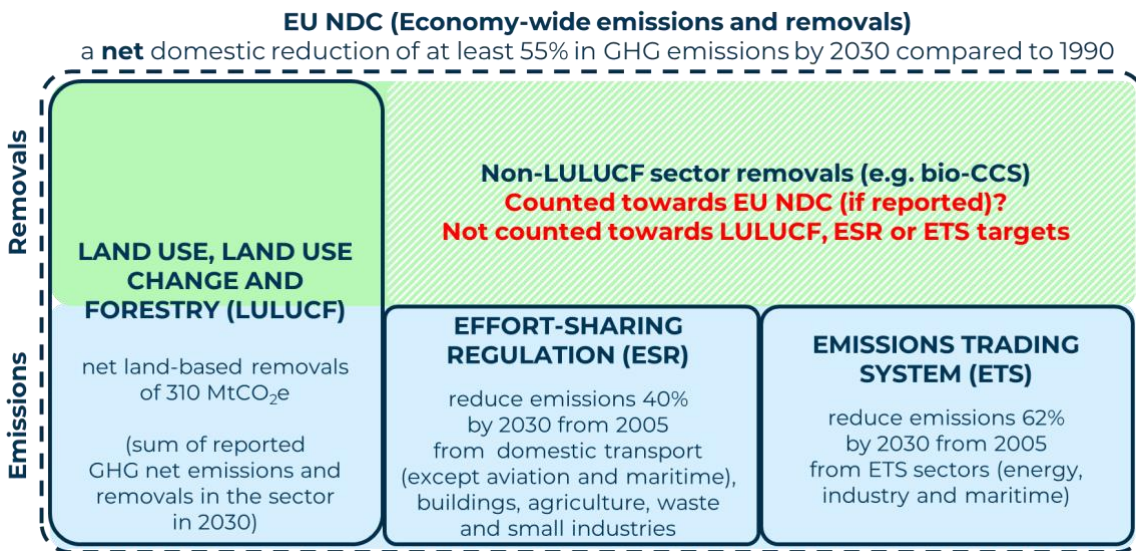 EU NDC (Economy-wide emissions and removals)
a net domestic reduction of at least 55% in GHG emissions by 2030 compared to 1990
Removals
Non-LULUCF sector removals (e.g. bio-CCS)
Counted towards EU NDC (if reported)?
Not counted towards LULUCF, ESR or ETS targets
LAND USE, LAND USE
CHANGE AND
FORESTRY (LULUCF)
Emissions
net land-based removals
of 310 MtCO₂e
(sum of reported
GHG net emissions and
removals in the sector
in 2030)
EFFORT-SHARING
REGULATION (ESR)
reduce emissions 40%
by 2030 from 2005
from domestic transport
(except aviation and maritime),
buildings, agriculture, waste
and small industries
EMISSIONS TRADING
SYSTEM (ETS)
reduce emissions 62%
by 2030 from 2005
from ETS sectors (energy,
industry and maritime)